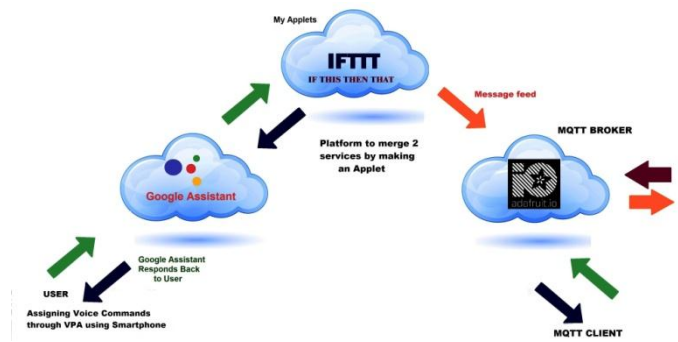 My Applets
IFTTT
IF THIS THEN THAT
Message feed
Platform to merge 2
services by making
an Applet
MQTT BROKER
Google Assistant
adafruit.io
Google Assistant
Responds Back
to User
USER
Assigning Voice Commands
through VPA using Smartphone
MQTT CLIENT